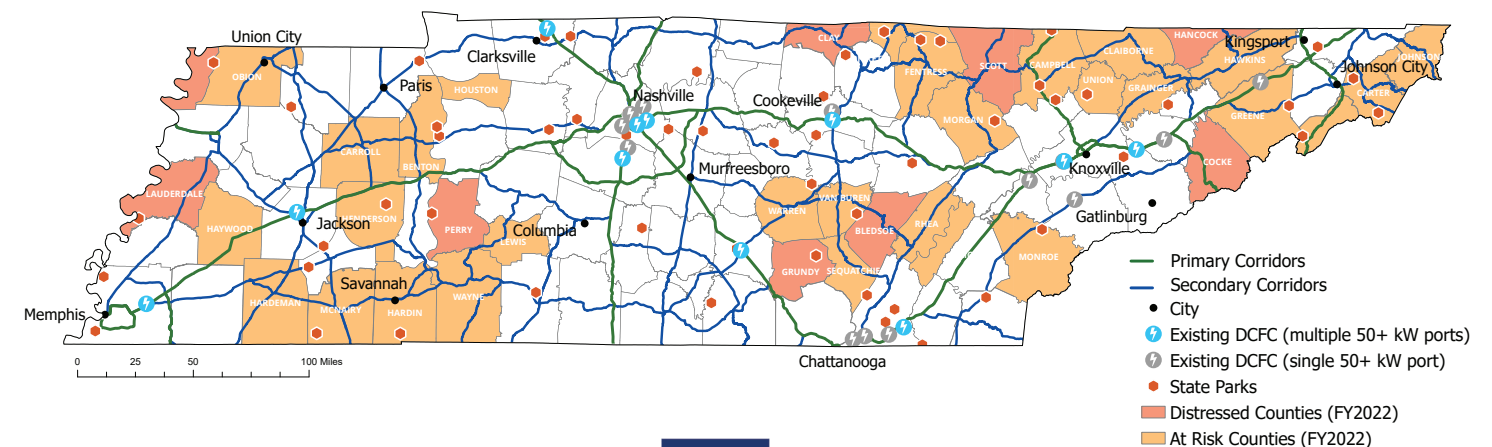 Union City
Clarksville
Kingsport
Johnson City
Paris
Nashville
Cookeville
Murfreesboro
Knoxville
Gatlinburg
Jackson
Columbia
Savannah
Memphis
Chattanooga
OBION
HOUSTON
CARROLL
BENTON
LAUDERDALE
HAYWOOD
HENDERSON
PERRY
LEWIS
HARDEMAN
MCNAIRY
HARDIN
WAYNE
CLAY
FENTRESS
SCOTT
CAMPBELL
CLAIBORNE
HANCOCK
HAWKINS
JOHNSON
UNION
GRAINGER
CARTER
GREENE
MORGAN
COCKE
WARREN
VAN BUREN
BLEDSOE
RHEA
GRUNDY
SEQUATCHIE
MONROE
0 25 50 100 Miles
Primary Corridors
Secondary Corridors
City
Existing DCFC (multiple 50+ kW ports)
Existing DCFC (single 50+ kW port)
State Parks
Distressed Counties (FY2022)
At Risk Counties (FY2022)